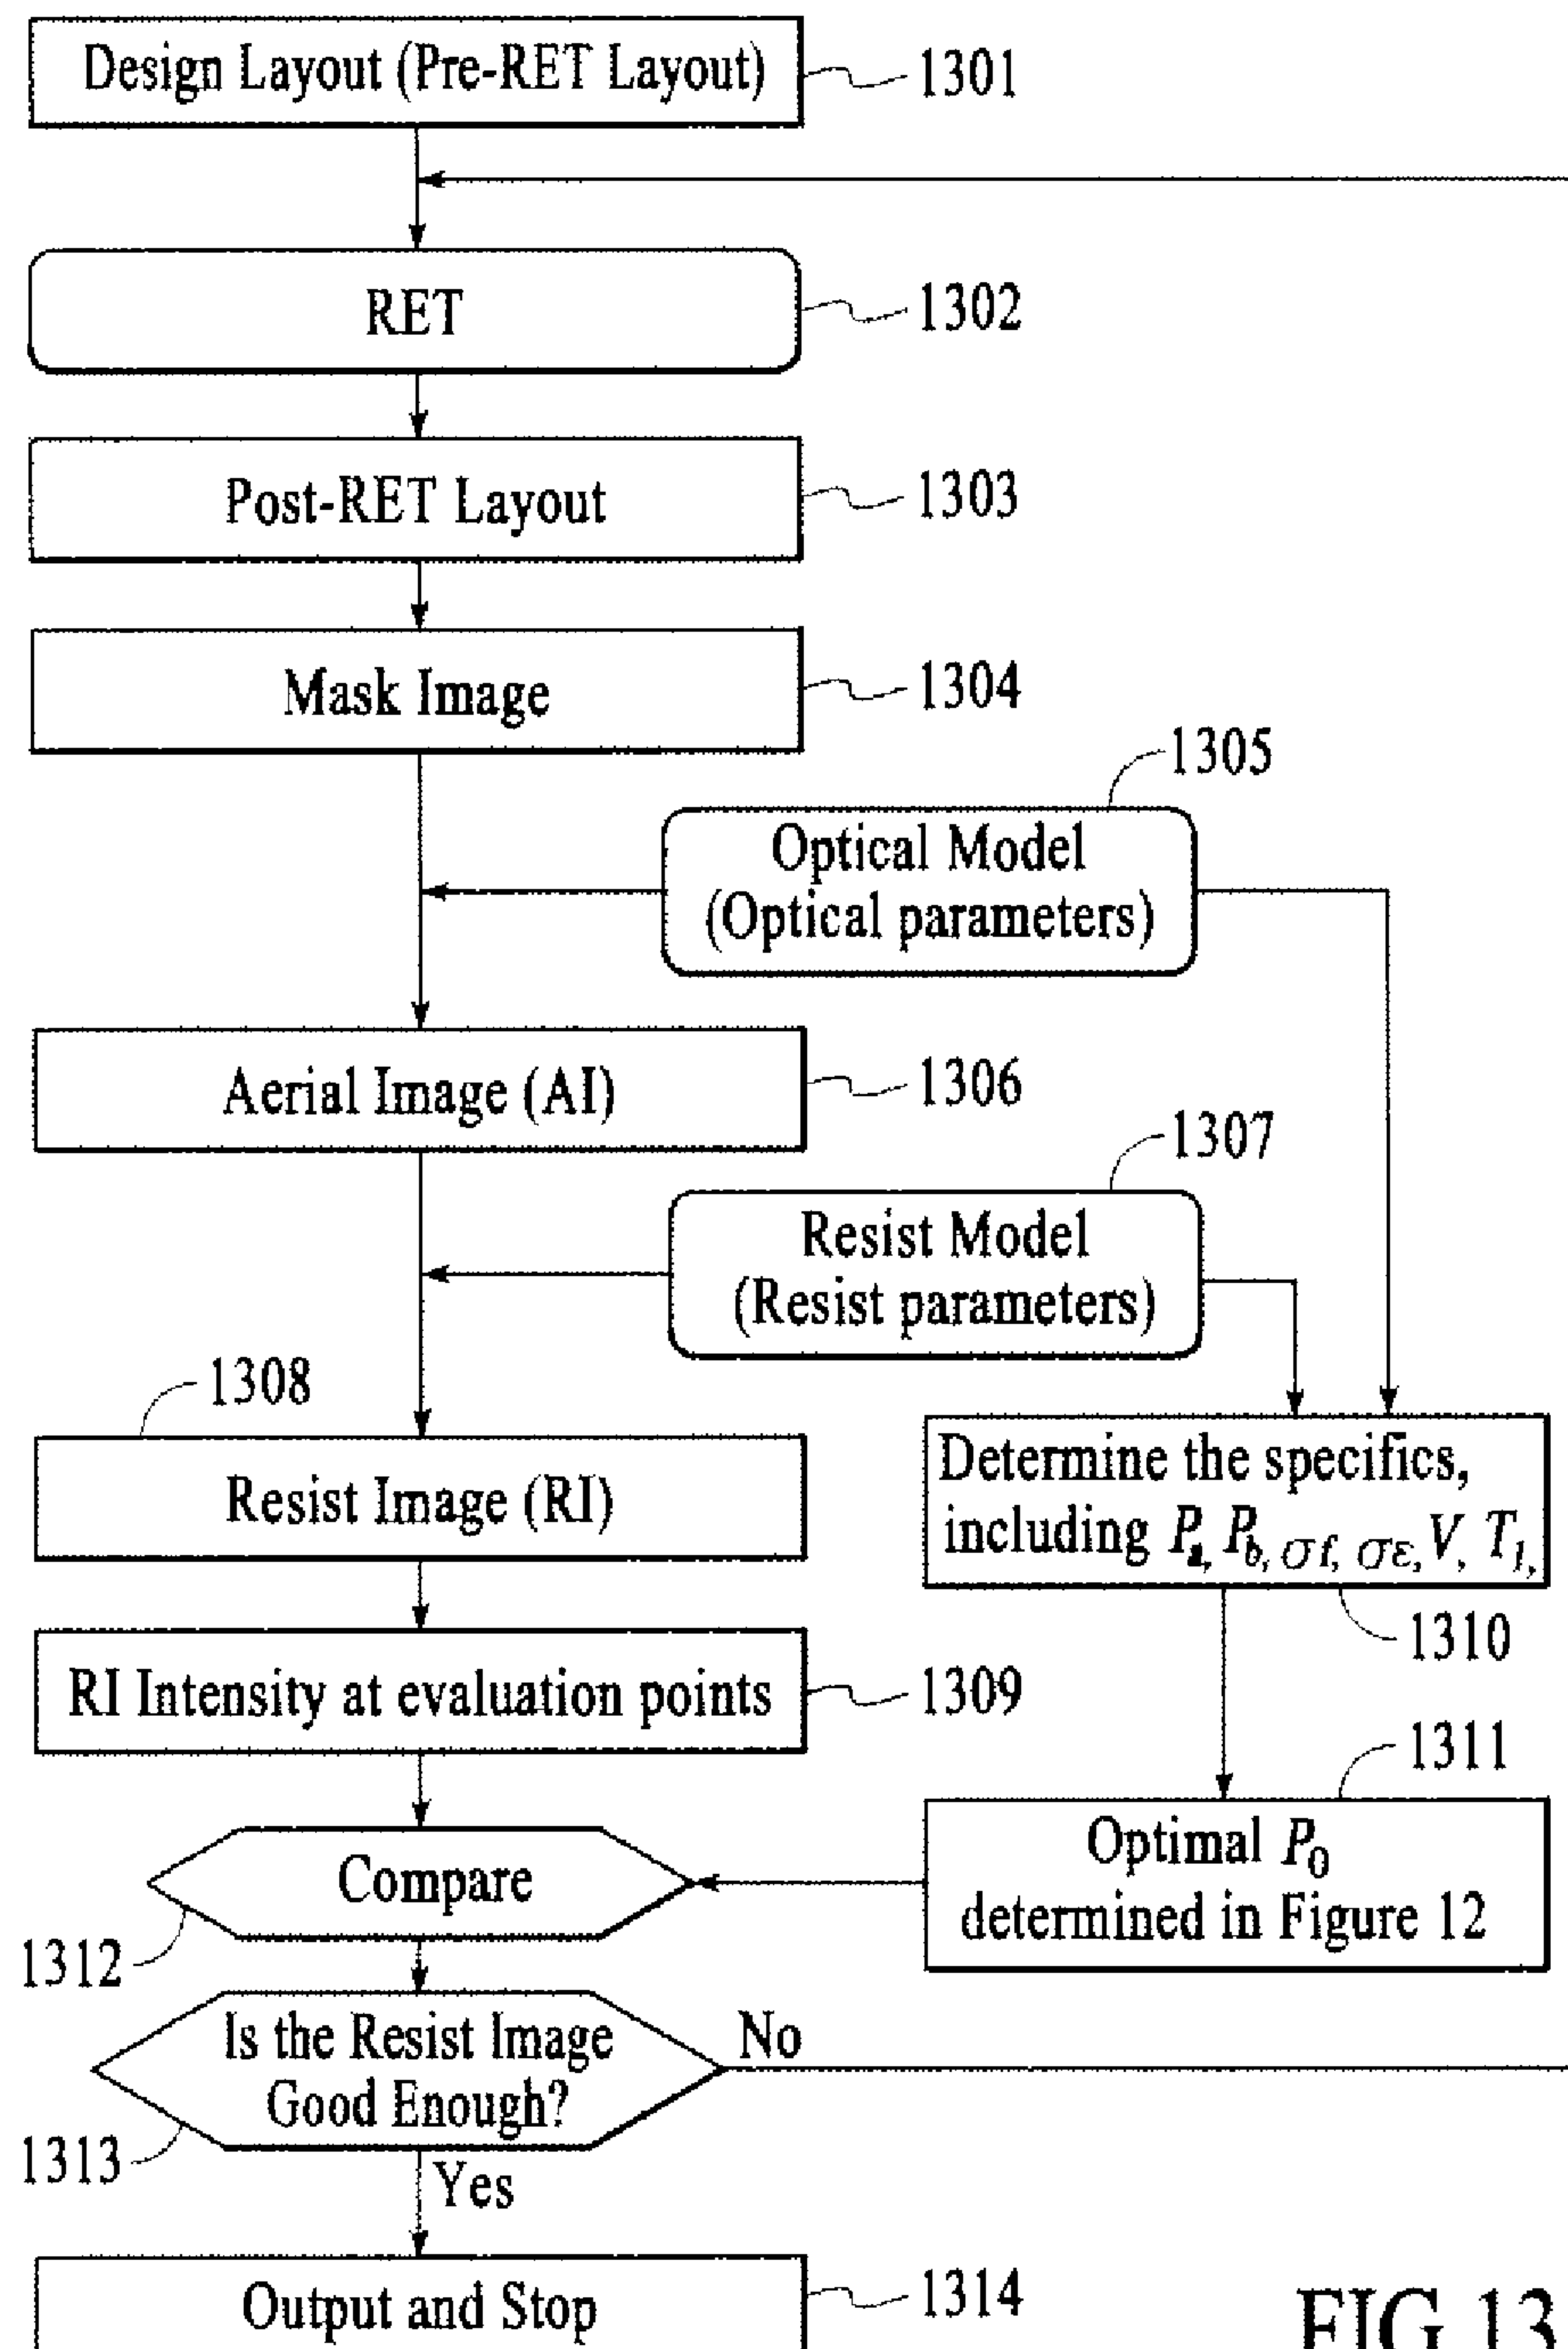 Design Layout (Pre-RET Layout)
1301
RET
1302
Post-RET Layout
1303
Mask Image
1304
1305
Optical Model
(Optical parameters)
Aerial Image (AI)
1306
1307
Resist Model
(Resist parameters)
1308
Resist Image (RI)
Determine the specifics,
including Pa, Pb, σf, σε, V, T1,
1310
RI Intensity at evaluation points
1309
1311
Optimal P0
determined in Figure 12
Compare
1312
Is the Resist Image
Good Enough?
No
1313
Yes
Output and Stop
1314
FIG.13